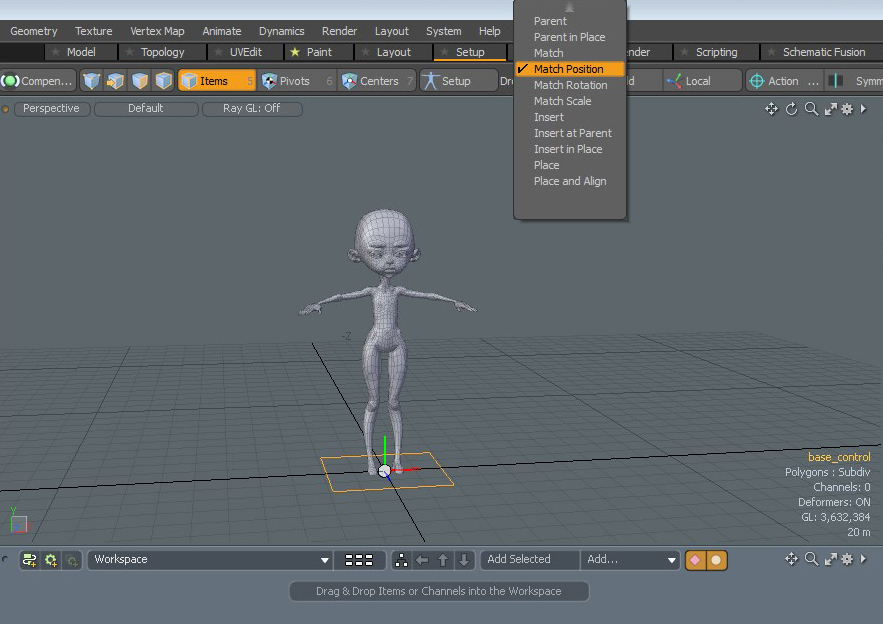 Geometry Texture Vertex Map Animate Dynamics Render Layout System Help
Model Topology UVEdit Paint Layout Setup Scripting Schematic Fusion
Compen... Items 5 Pivots 6 Centers 7 Setup Local Action ... Symm
Perspective Default Ray GL: Off
Parent
Parent in Place
Match
Match Position
Match Rotation
Match Scale
Insert
Insert at Parent
Insert in Place
Place
Place and Align
-Z
base_control
Polygons : Subdiv
Channels: 0
Deformers: ON
GL: 3,632,384
20 m
Y
Workspace Add Selected Add...
Drag & Drop Items or Channels into the Workspace